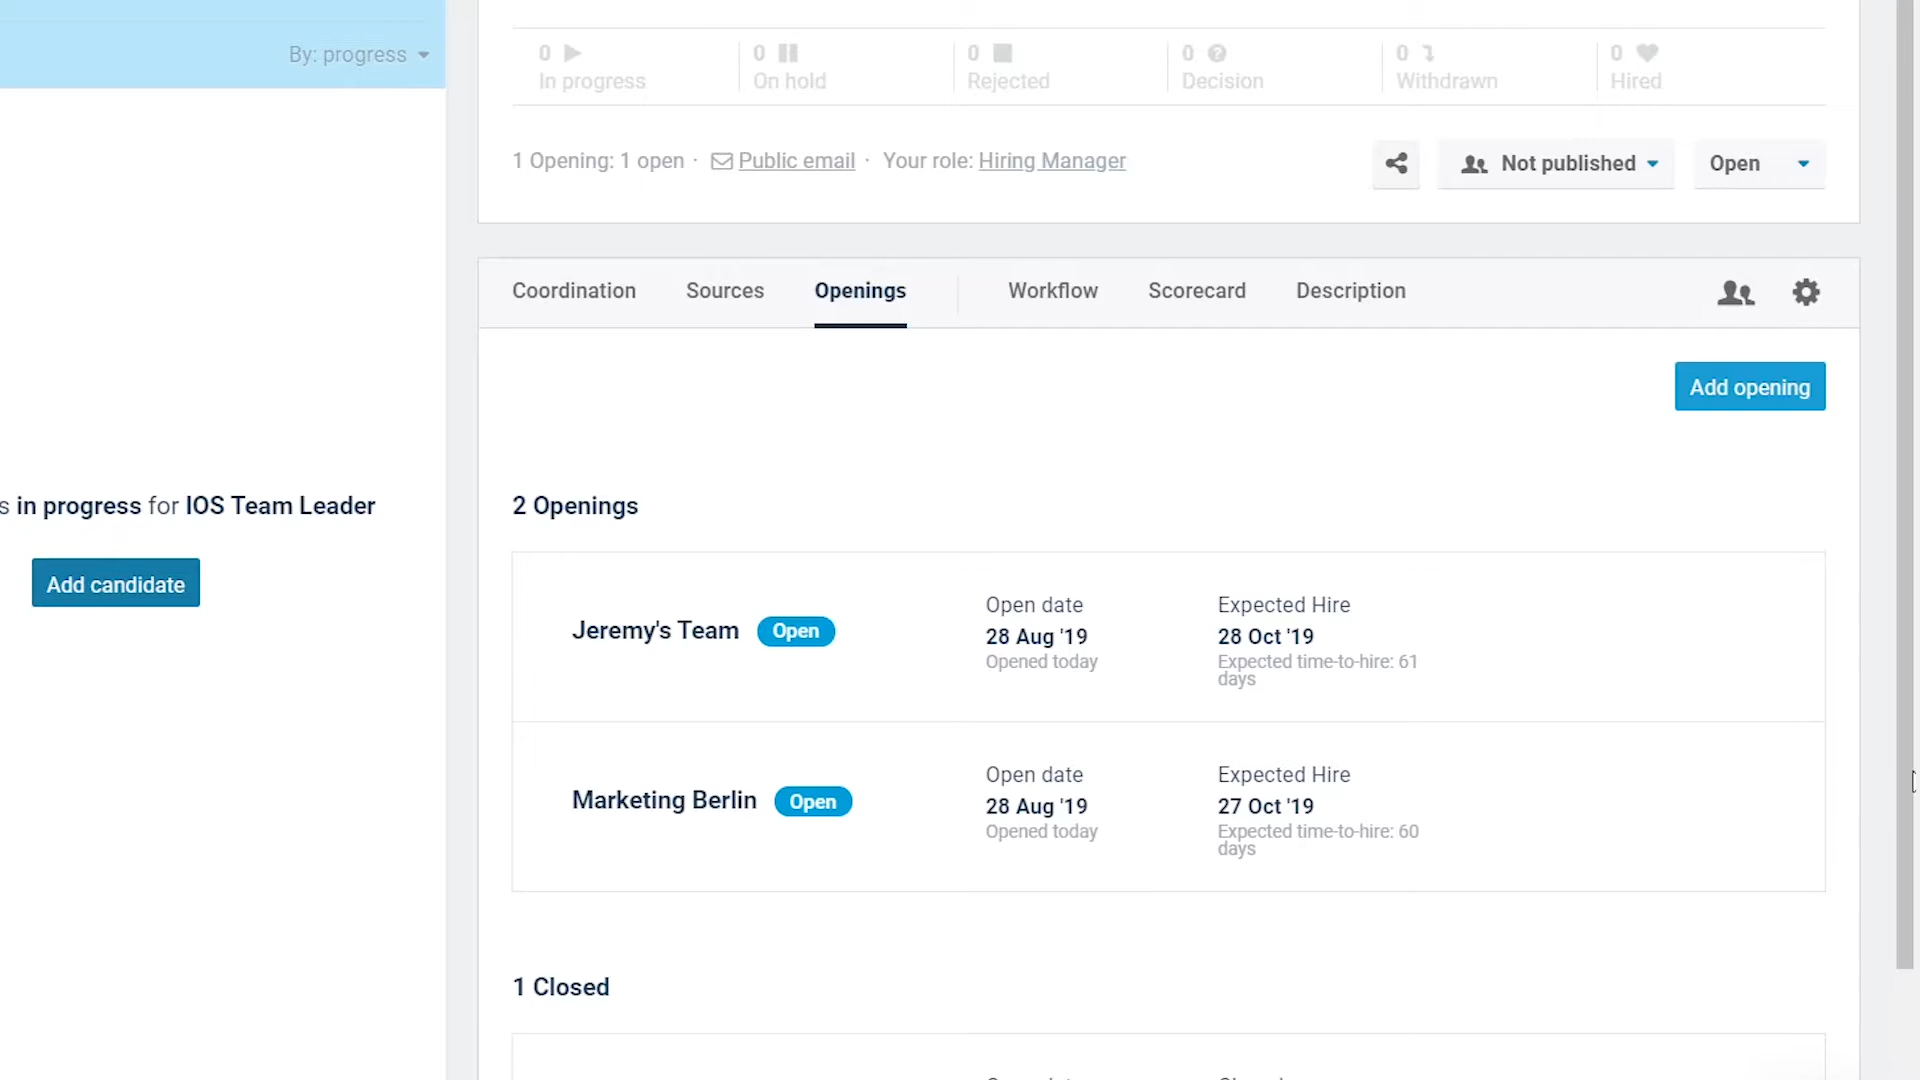 By: progress
0
In progress
0
On hold
0
Rejected
0
Decision
0
Withdrawn
0
Hired
1 Opening: 1 open · Public email · Your role: Hiring Manager
Not published
Open
Coordination
Sources
Openings
Workflow
Scorecard
Description
Add opening
s in progress for IOS Team Leader
Add candidate
2 Openings
Jeremy's Team
Open
Open date
28 Aug '19
Opened today
Expected Hire
28 Oct '19
Expected time-to-hire: 61
days
Marketing Berlin
Open
Open date
28 Aug '19
Opened today
Expected Hire
27 Oct '19
Expected time-to-hire: 60
days
1 Closed